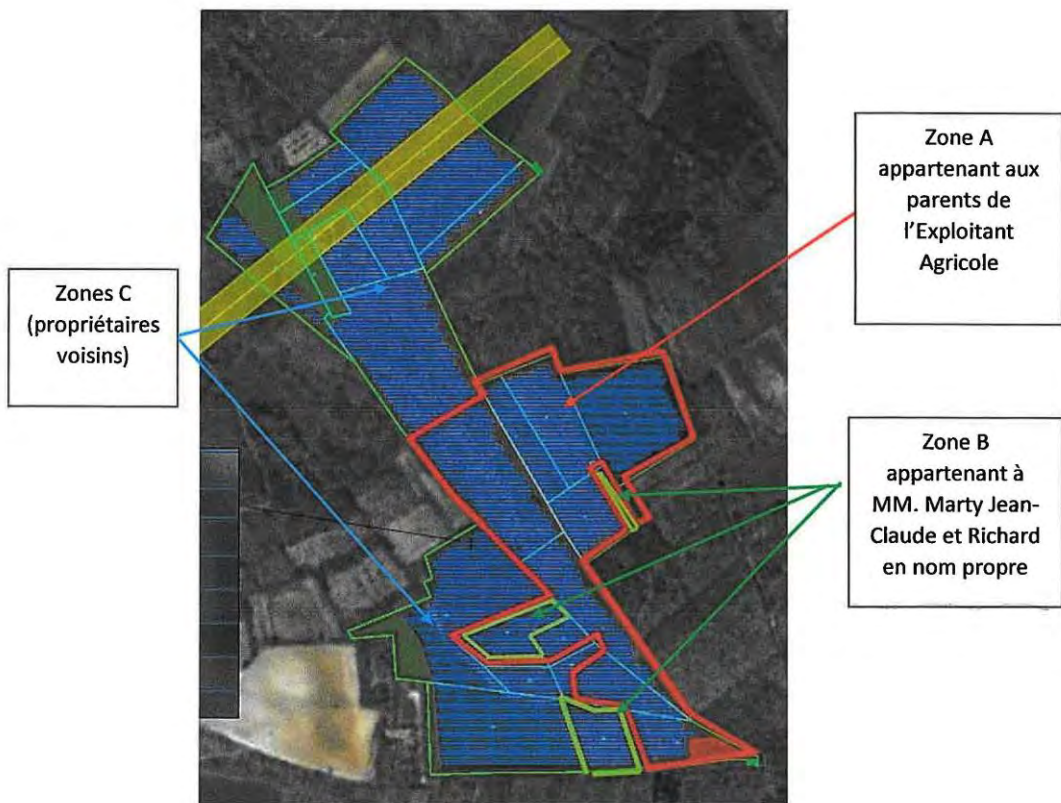 Zone A
appartenant aux
parents de
l'Exploitant
Agricole
Zones C
(propriétaires
voisins)
Zone B
appartenant à
MM. Marty Jean-
Claude et Richard
en nom propre